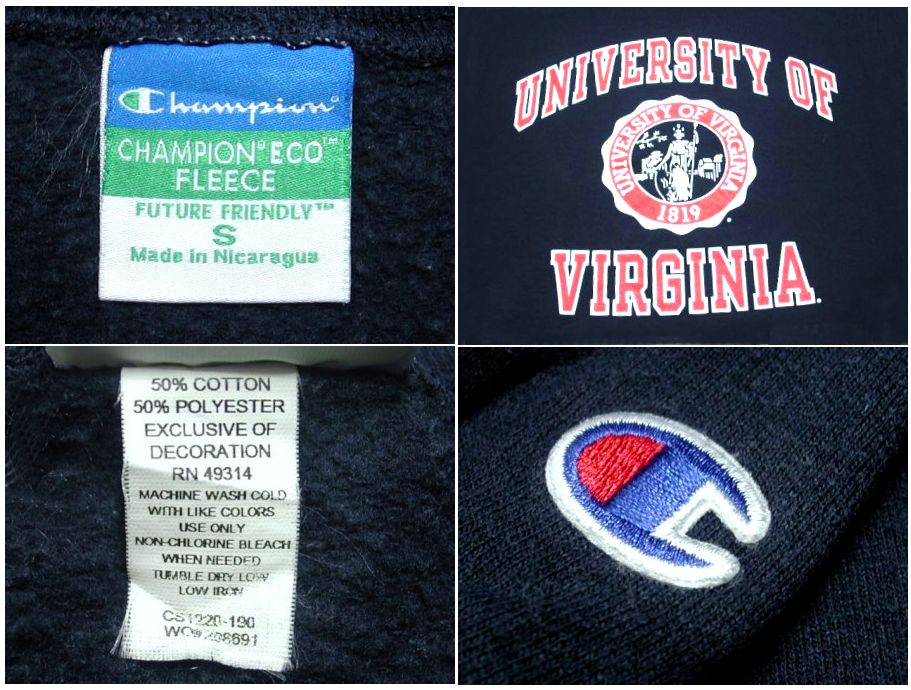 Champion
CHAMPION® ECO™
FLEECE
FUTURE FRIENDLY™
S
Made in Nicaragua
UNIVERSITY OF
UNIVERSITY OF VIRGINIA
1819
VIRGINIA.
50% COTTON
50% POLYESTER
EXCLUSIVE OF
DECORATION
RN 49314
MACHINE WASH COLD
WITH LIKE COLORS
USE ONLY
NON-CHLORINE BLEACH
WHEN NEEDED
TUMBLE DRY LOW
LOW IRON